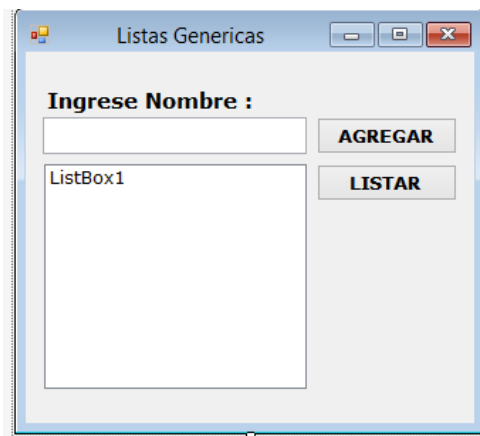 Listas Genericas
Ingrese Nombre :
AGREGAR
ListBox1
LISTAR